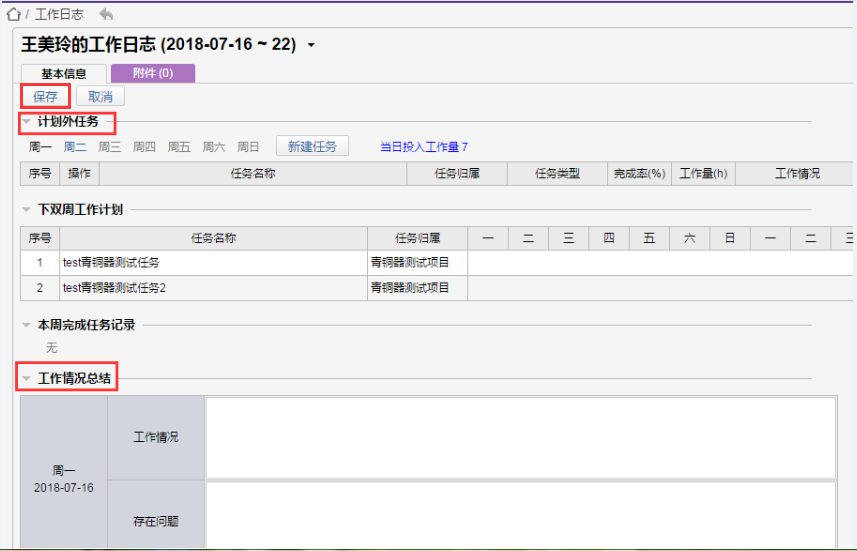 / 工作日志
王美玲的工作日志 (2018-07-16 ~ 22)
基本信息 附件 (0)
保存 取消
计划外任务
周一 周二 周三 周四 周五 周六 周日 新建任务 当日投入工作量 7
序号 操作 任务名称 任务归属 任务类型 完成率(%) 工作量(h) 工作情况
下双周工作计划
序号 任务名称 任务归属 一 二 三 四 五 六 日 一 二 三
1 test青铜器测试任务 青铜器测试项目
2 test青铜器测试任务2 青铜器测试项目
本周完成任务记录
无
工作情况总结
周一
2018-07-16
工作情况
存在问题